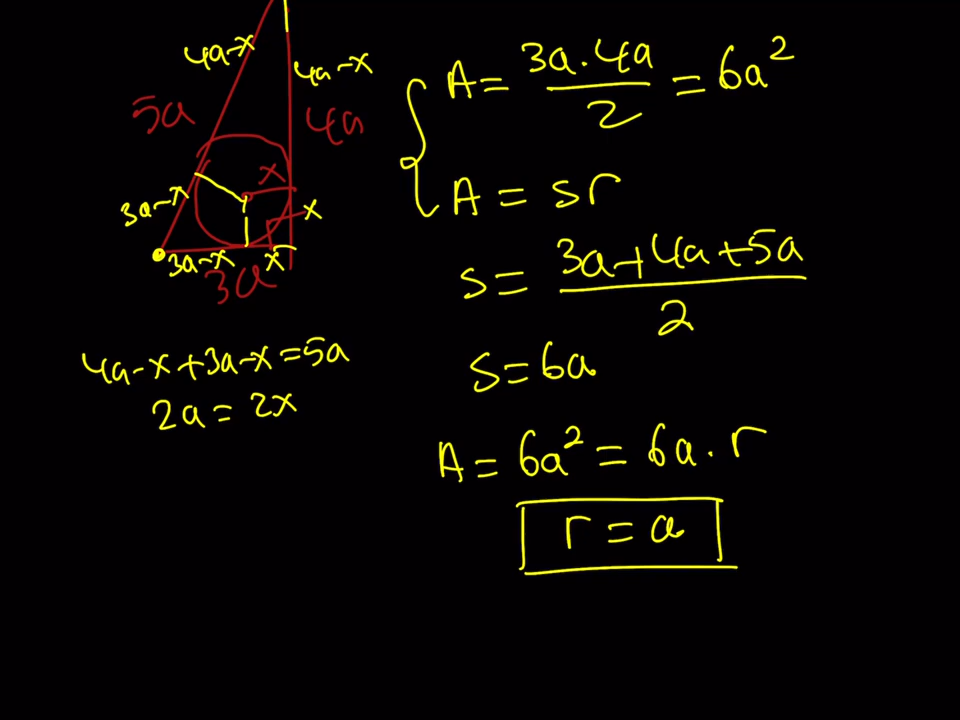 4a-x
4a-x
5a
4a
x
3a-x
x
3a-x
x
3a
4a-x+3a-x=5a
2a=2x
A = 3a.4a / 2 = 6a²
A = sr
s = 3a+4a+5a / 2
s = 6a
A = 6a² = 6a . r
r = a